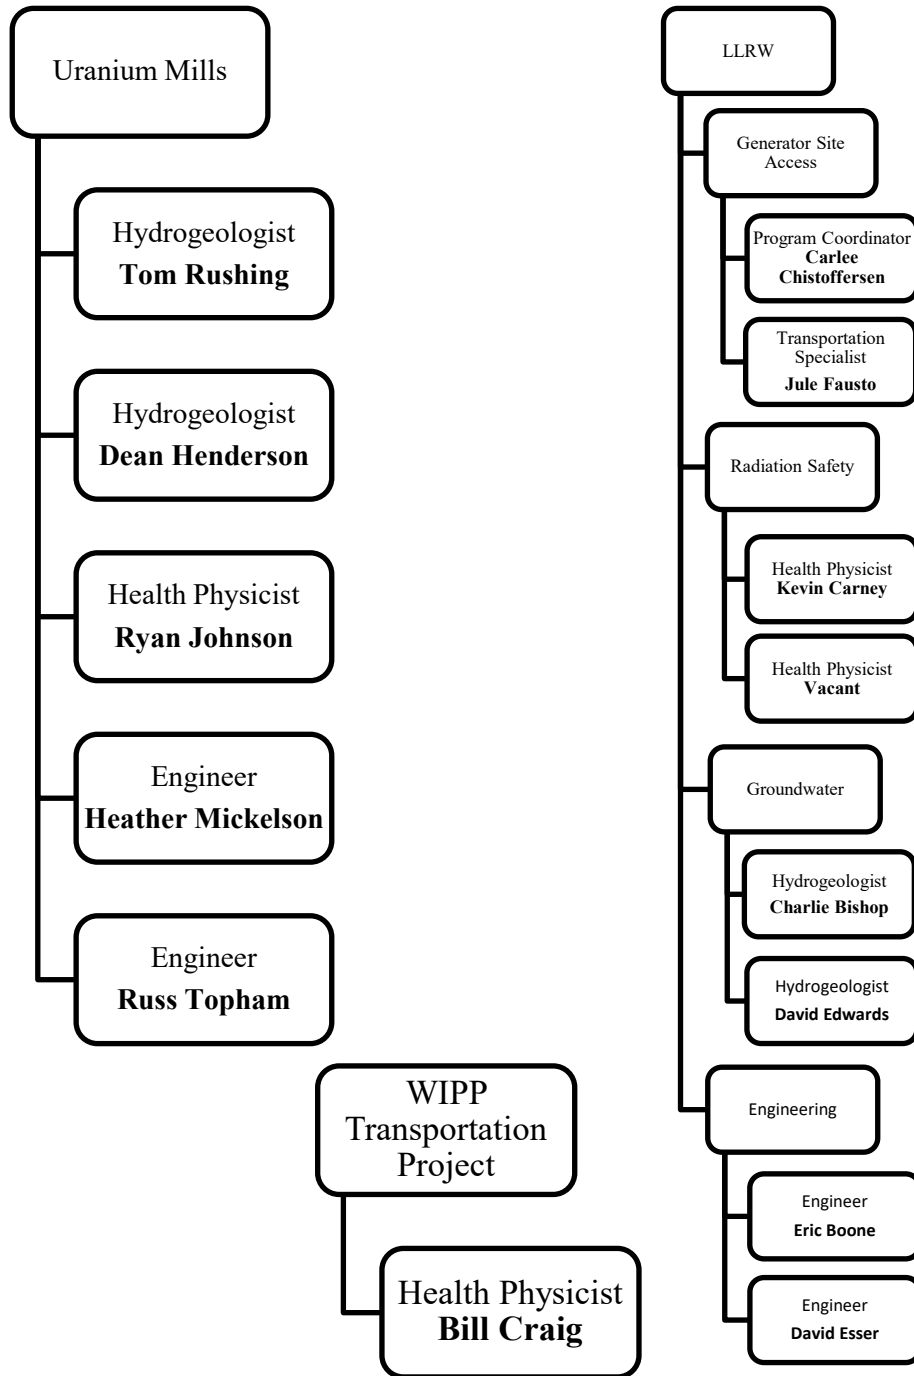 Uranium Mills
Hydrogeologist
Tom Rushing
Hydrogeologist
Dean Henderson
Health Physicist
Ryan Johnson
Engineer
Heather Mickelson
Engineer
Russ Topham
WIPP
Transportation
Project
Health Physicist
Bill Craig
LLRW
Generator Site
Access
Program Coordinator
Carlee
Chistoffersen
Transportation
Specialist
Jule Fausto
Radiation Safety
Health Physicist
Kevin Carney
Health Physicist
Vacant
Groundwater
Hydrogeologist
Charlie Bishop
Hydrogeologist
David Edwards
Engineering
Engineer
Eric Boone
Engineer
David Esser